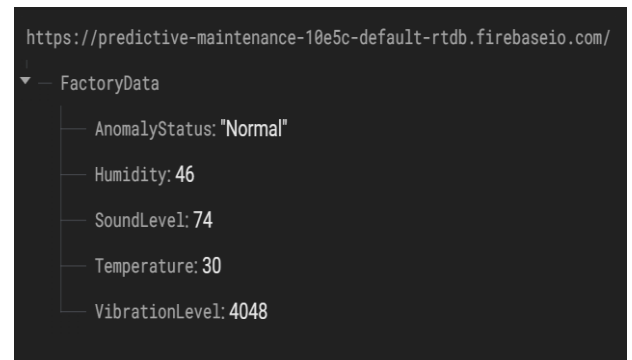 https://predictive-maintenance-10e5c-default-rtdb.firebaseio.com/
FactoryData
AnomalyStatus: "Normal"
Humidity: 46
SoundLevel: 74
Temperature: 30
VibrationLevel: 4048